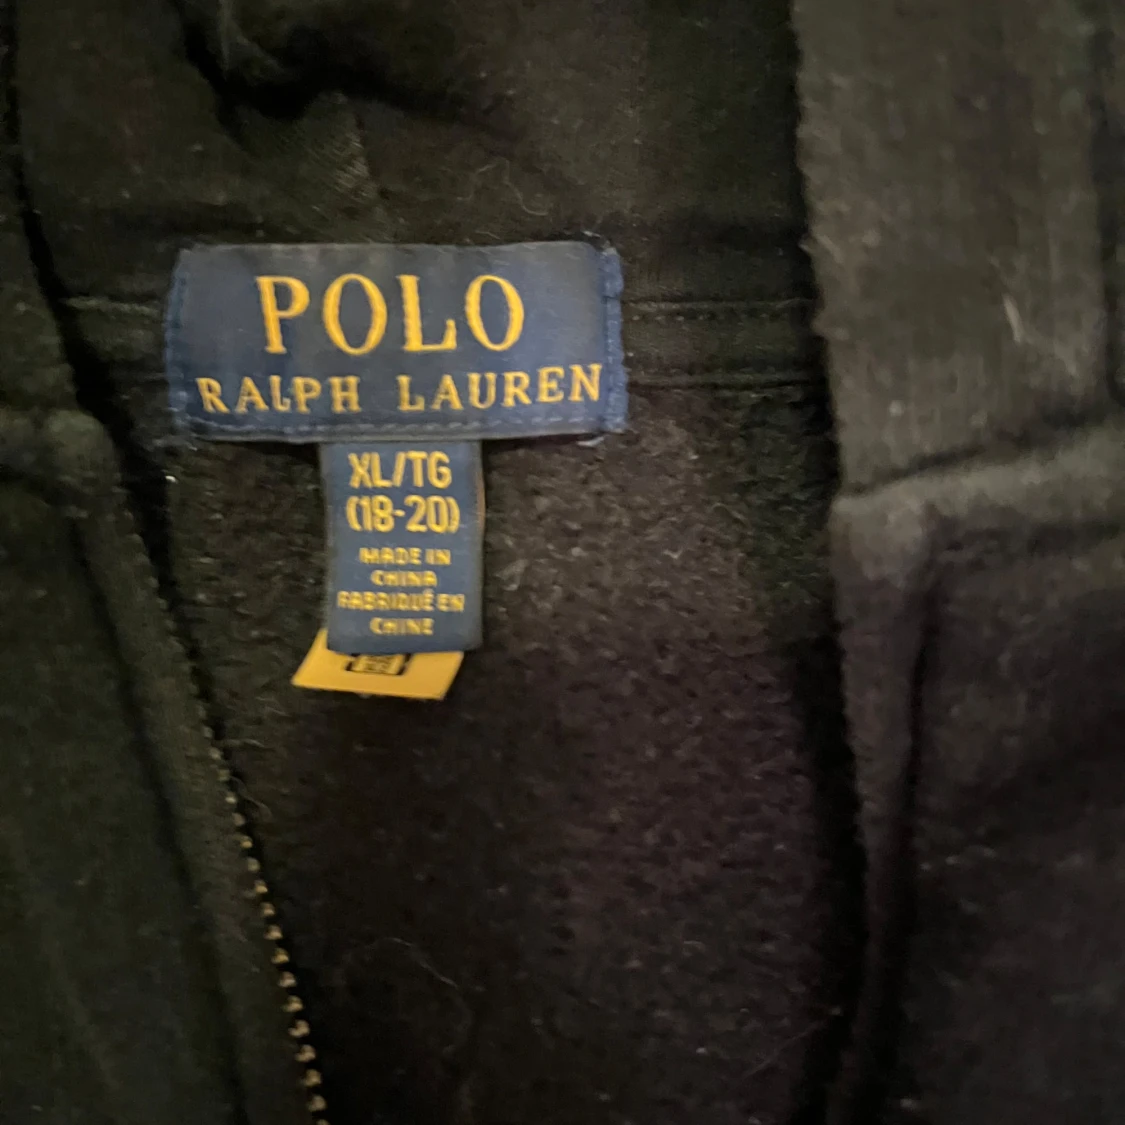 POLO
RALPH LAUREN
XL/TG
(18-20)
MADE IN
CHINA
FABRIQUÉ EN
CHINE